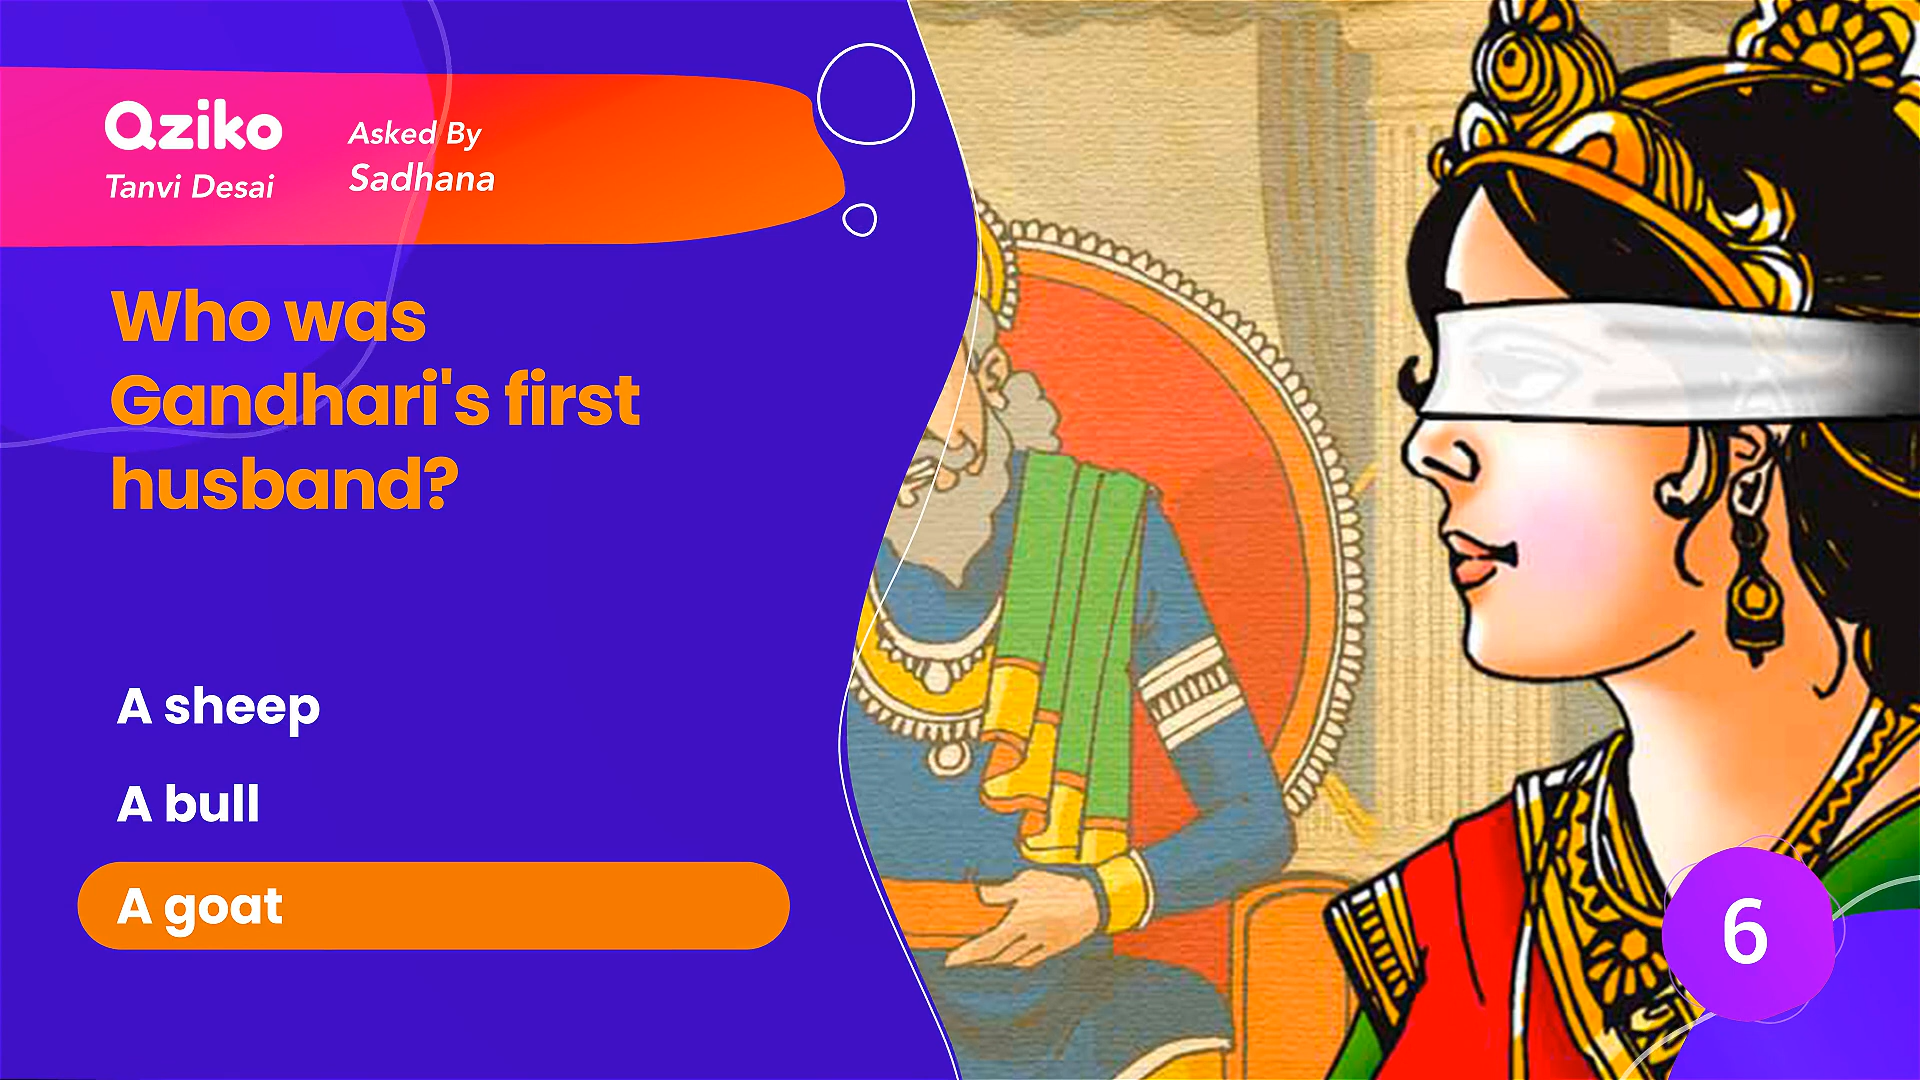 Qziko
Tanvi Desai
Asked By
Sadhana
Who was
Gandhari's first
husband?
A sheep
A bull
A goat
6